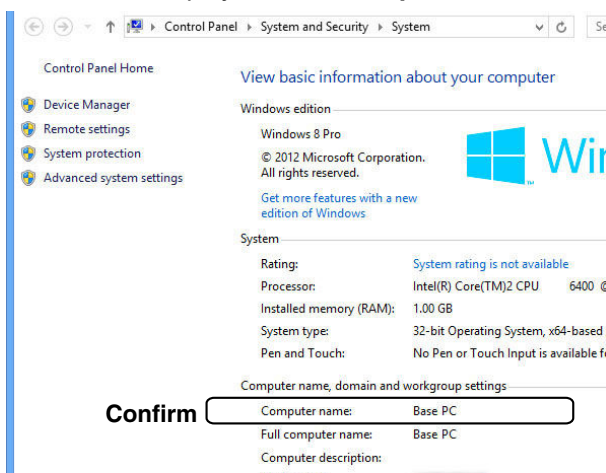 Control Panel ▸ System and Security ▸ System
Control Panel Home
Device Manager
Remote settings
System protection
Advanced system settings
View basic information about your computer
Windows edition
Windows 8 Pro
© 2012 Microsoft Corporation.
All rights reserved.
Get more features with a new
edition of Windows
System
Rating: System rating is not available
Processor: Intel(R) Core(TM)2 CPU 6400 @
Installed memory (RAM): 1.00 GB
System type: 32-bit Operating System, x64-based
Pen and Touch: No Pen or Touch Input is available
Computer name, domain and workgroup settings
Confirm
Computer name: Base PC
Full computer name: Base PC
Computer description: